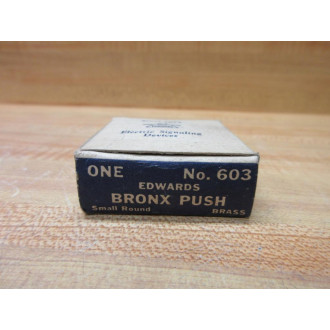 Electric Signaling
Devices
ONE No. 603
EDWARDS
BRONX PUSH
Small Round BRASS